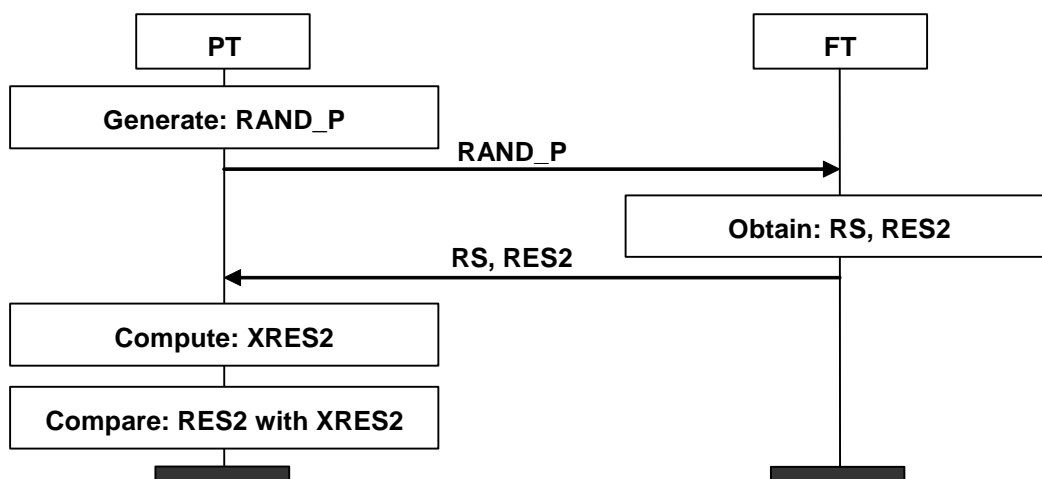 PT
FT
Generate: RAND_P
RAND_P
Obtain: RS, RES2
RS, RES2
Compute: XRES2
Compare: RES2 with XRES2